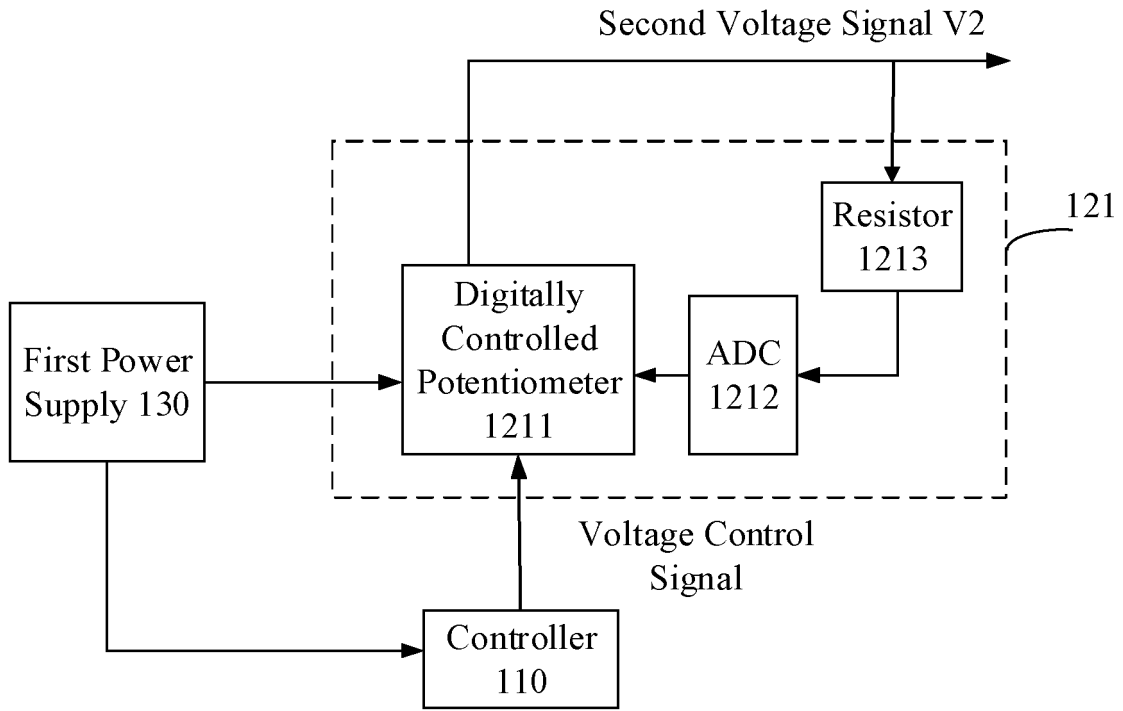 Second Voltage Signal V2
Resistor
1213
121
Digitally
Controlled
Potentiometer
1211
ADC
1212
First Power
Supply 130
Voltage Control
Signal
Controller
110